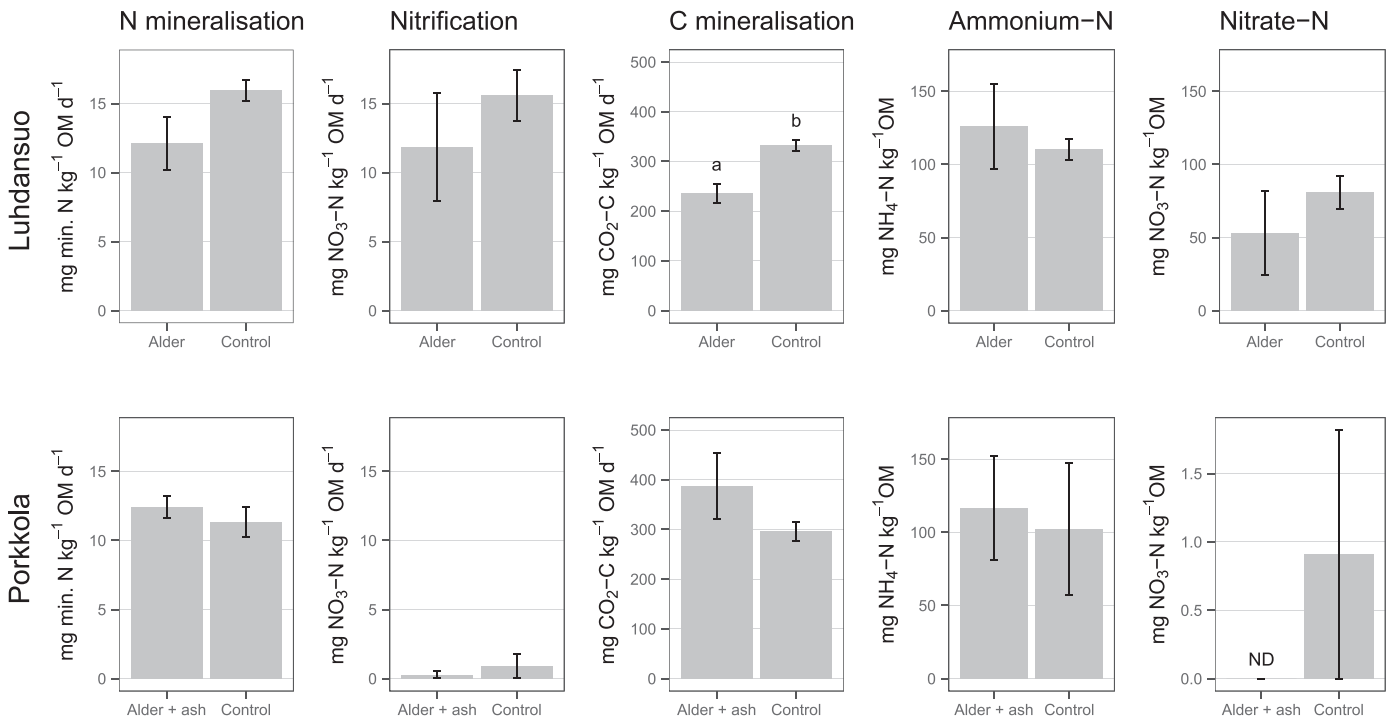 N mineralisation
Nitrification
C mineralisation
Ammonium−N
Nitrate−N
Luhdansuo
mg min. N kg⁻¹ OM d⁻¹
15
10
5
0
Alder
Control
mg NO₃−N kg⁻¹ OM d⁻¹
15
10
5
0
Alder
Control
mg CO₂−C kg⁻¹ OM d⁻¹
500
400
300
200
100
0
a
b
Alder
Control
mg NH₄−N kg⁻¹OM
150
100
50
0
Alder
Control
mg NO₃−N kg⁻¹OM
150
100
50
0
Alder
Control
Porkkola
mg min. N kg⁻¹ OM d⁻¹
15
10
5
0
Alder + ash
Control
mg NO₃−N kg⁻¹ OM d⁻¹
15
5
0
Alder + ash
Control
mg CO₂−C kg⁻¹ OM d⁻¹
500
400
300
200
100
0
Alder + ash
Control
mg NH₄−N kg⁻¹OM
150
100
50
0
Alder + ash
Control
mg NO₃−N kg⁻¹OM
1.5
1.0
0.5
0.0
ND
Alder + ash
Control